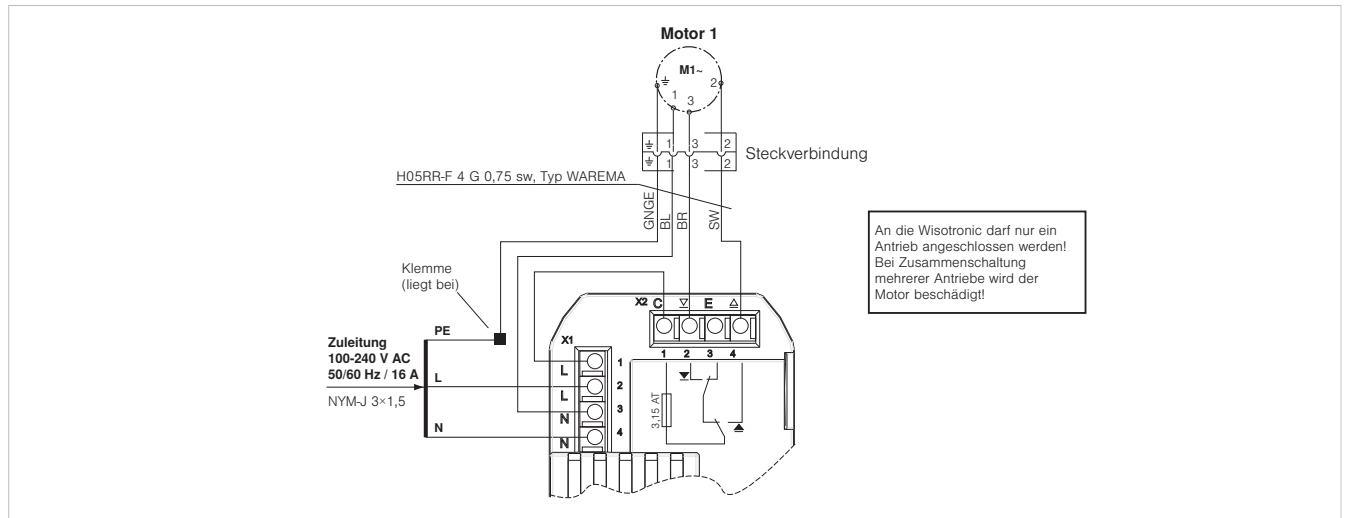 Motor 1
M1~
1
3
2
1 3 2
1 3 2
Steckverbindung
H05RR-F 4 G 0,75 sw, Typ WAREMA
GNGE
BL
BR
SW
An die Wisotronic darf nur ein
Antrieb angeschlossen werden!
Bei Zusammenschaltung
mehrerer Antriebe wird der
Motor beschädigt!
Klemme
(liegt bei)
X2 C E
1 2 3 4
PE
Zuleitung
100-240 V AC
50/60 Hz / 16 A
NYM-J 3×1,5
L
N
X1
L 1
L 2
N 3
N 4
3,15 AT